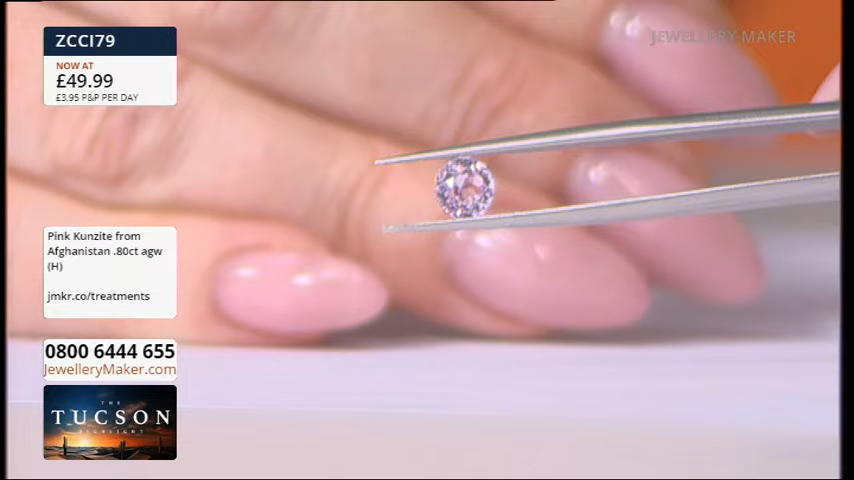 ZCCI79
NOW AT
£49.99
£3.95 P&P PER DAY
JEWELLERY MAKER
Pink Kunzite from
Afghanistan .80ct agw
(H)
jmkr.co/treatments
0800 6444 655
JewelleryMaker.com
THE
TUCSON
HIGHLIGHT